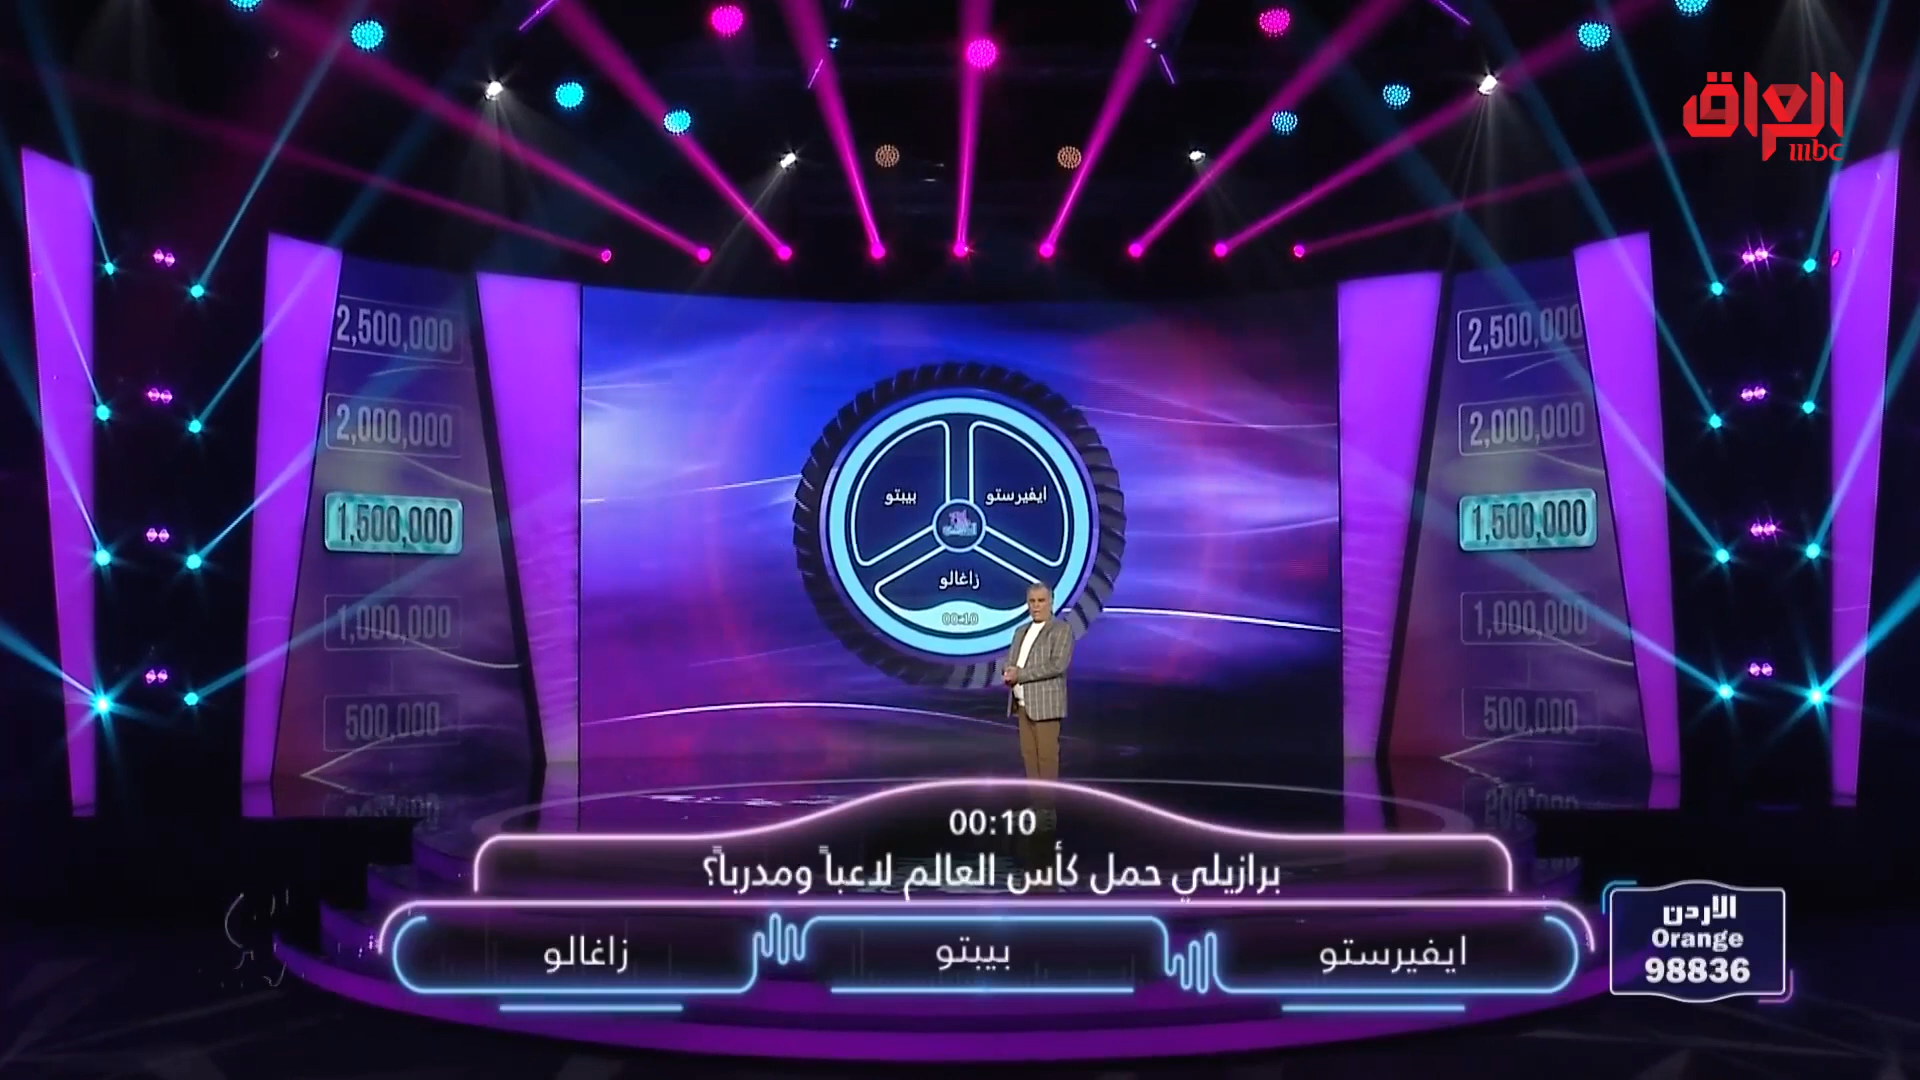 العراق
mbc
2,500,000
2,000,000
1,500,000
1,000,000
500,000
2,500,000
2,000,000
1,500,000
1,000,000
500,000
بيبتو
ايفيرستو
زاغالو
00:10
00:10
برازيلي حمل كأس العالم لاعباً ومدرباً؟
ايفيرستو
بيبتو
زاغالو
الاردن
Orange
98836